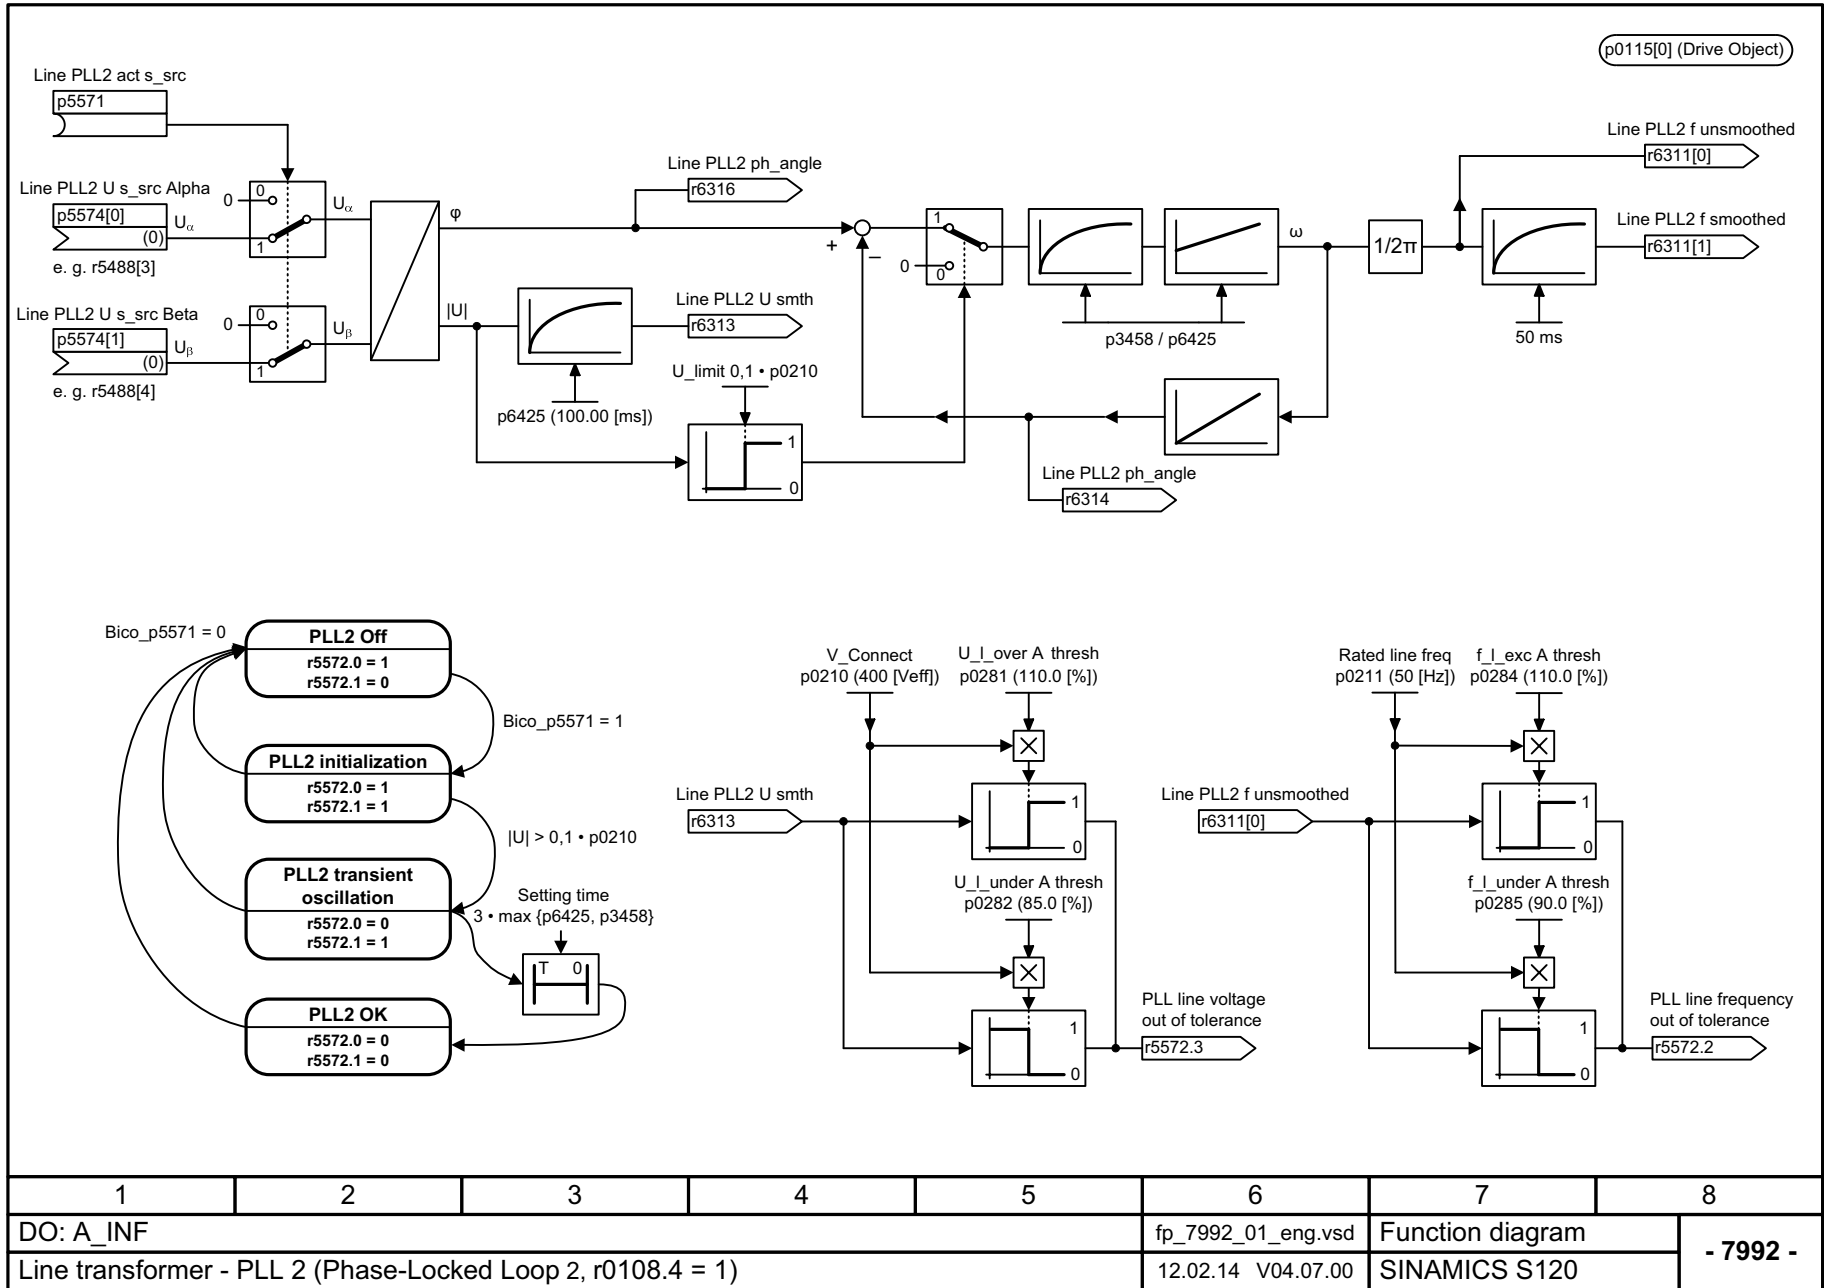 p0115[0] (Drive Object)
Line PLL2 act s_src
p5571
Line PLL2 U s_src Alpha
p5574[0]
(0)
Uα
e. g. r5488[3]
0
0
1
Uα
Line PLL2 U s_src Beta
p5574[1]
(0)
Uβ
e. g. r5488[4]
0
0
1
Uβ
φ
|U|
Line PLL2 ph_angle
r6316
Line PLL2 U smth
r6313
p6425 (100.00 [ms])
U_limit 0,1 • p0210
1
0
+
–
1
0
0
p3458 / p6425
ω
1/2π
Line PLL2 f unsmoothed
r6311[0]
Line PLL2 f smoothed
r6311[1]
50 ms
Line PLL2 ph_angle
r6314
Bico_p5571 = 0
PLL2 Off
r5572.0 = 1
r5572.1 = 0
Bico_p5571 = 1
PLL2 initialization
r5572.0 = 1
r5572.1 = 1
|U| > 0,1 • p0210
PLL2 transient
oscillation
r5572.0 = 0
r5572.1 = 1
Setting time
3 • max {p6425, p3458}
T 0
PLL2 OK
r5572.0 = 0
r5572.1 = 0
V_Connect
p0210 (400 [Veff])
U_l_over A thresh
p0281 (110.0 [%])
Line PLL2 U smth
r6313
1
0
U_l_under A thresh
p0282 (85.0 [%])
1
0
PLL line voltage
out of tolerance
r5572.3
Rated line freq
p0211 (50 [Hz])
f_l_exc A thresh
p0284 (110.0 [%])
Line PLL2 f unsmoothed
r6311[0]
1
0
f_l_under A thresh
p0285 (90.0 [%])
1
0
PLL line frequency
out of tolerance
r5572.2
1 2 3 4 5 6 7 8
DO: A_INF
fp_7992_01_eng.vsd
Function diagram
- 7992 -
Line transformer - PLL 2 (Phase-Locked Loop 2, r0108.4 = 1)
12.02.14 V04.07.00
SINAMICS S120